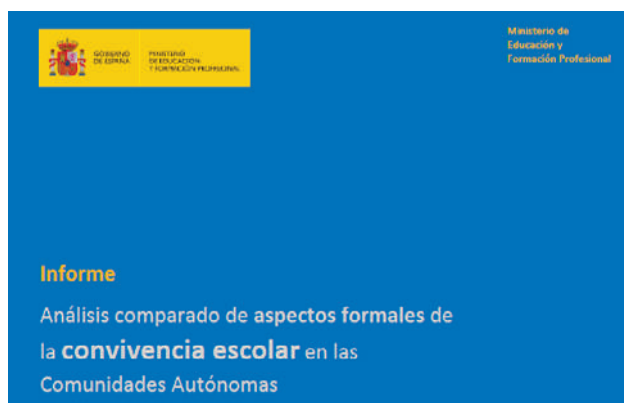 GOBIERNO
DE ESPAÑA
MINISTERIO
DE EDUCACIÓN
Y FORMACIÓN PROFESIONAL
Ministerio de
Educación y
Formación Profesional
Informe
Análisis comparado de aspectos formales de
la convivencia escolar en las
Comunidades Autónomas